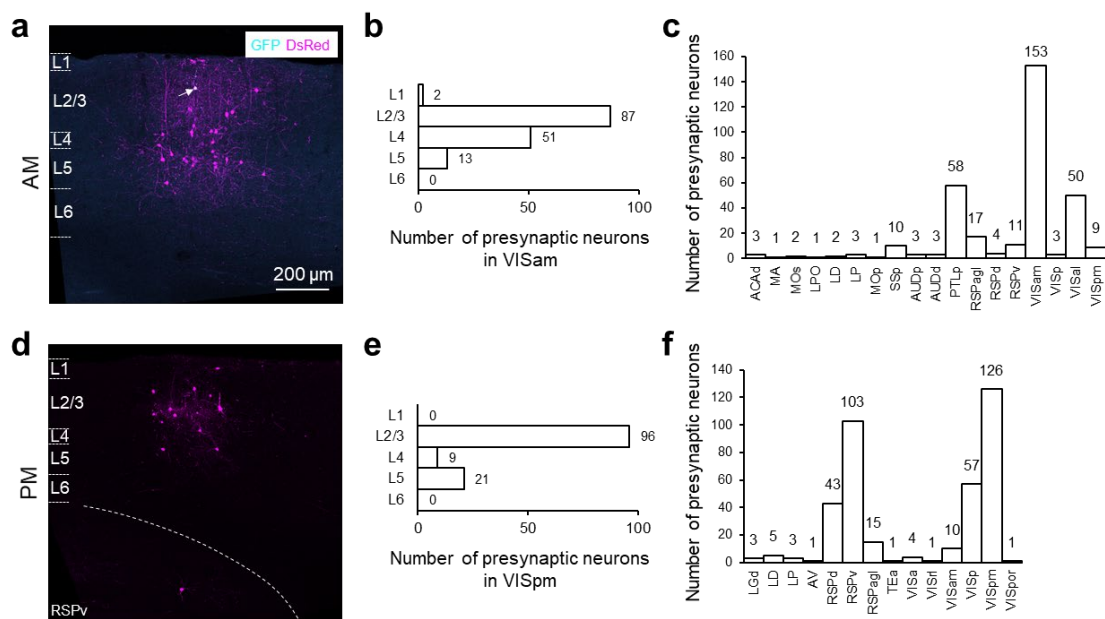 a
GFP DsRed
L1
L2/3
L4
L5
L6
AM
200 µm
b
L1
L2/3
L4
L5
L6
2
87
51
13
0
0 50 100
Number of presynaptic neurons
in VISam
c
Number of presynaptic neurons
160
140
120
100
80
60
40
20
0
3 1 2 1 2 3 1 10 3 3 58 17 4 11 153 3 50 9
ACAd MA MOs LPO LD LP MOp SSp AUDp AUDd PTLp RSPagl RSPd RSPv VISam VISp VISal VISpm
d
L1
L2/3
L4
L5
L6
PM
RSPv
e
L1
L2/3
L4
L5
L6
0
96
9
21
0
0 50 100
Number of presynaptic neurons
in VISpm
f
Number of presynaptic neurons
140
120
100
80
60
40
20
0
3 5 3 1 43 103 15 1 4 1 10 57 126 1
LGd LD LP AV RSPd RSPv RSPagl TEa VISa VISrl VISam VISp VISpm VISpor